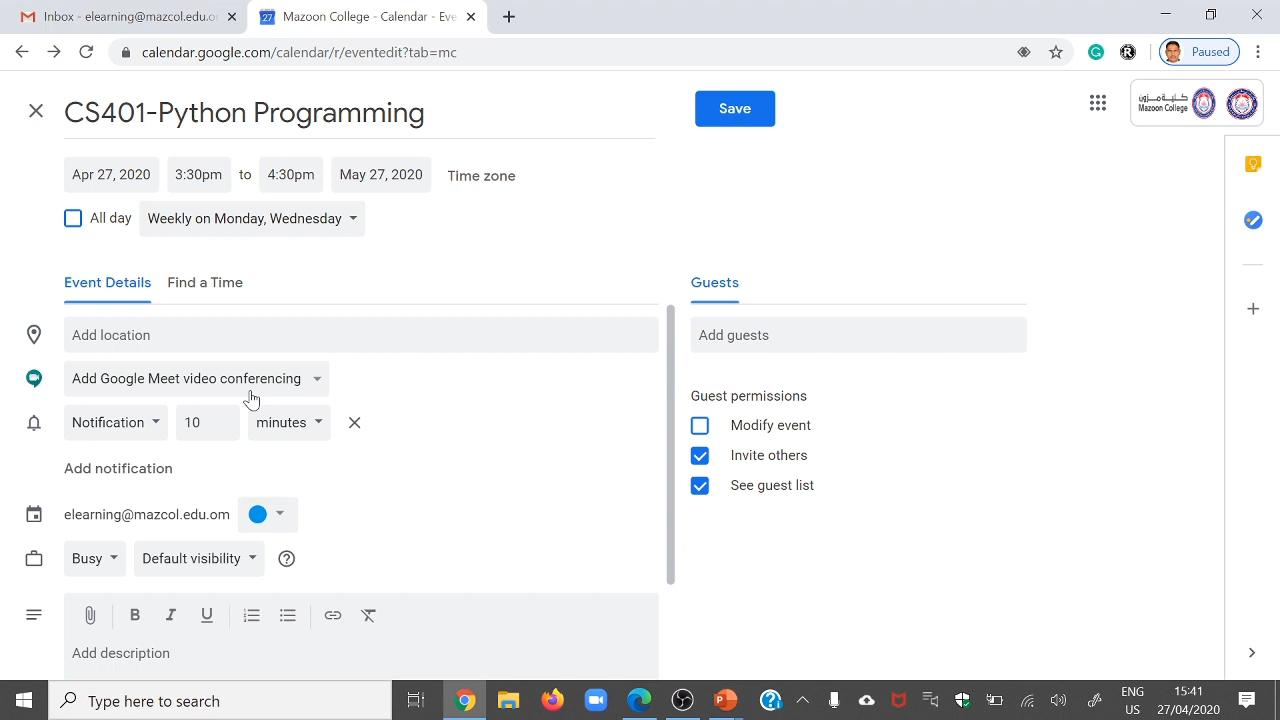 Inbox - elearning@mazcol.edu.o
Mazoon College - Calendar - Eve
calendar.google.com/calendar/r/eventedit?tab=mc
Paused
CS401-Python Programming
Save
كلية مزون
Mazoon College
Apr 27, 2020 3:30pm to 4:30pm May 27, 2020 Time zone
All day Weekly on Monday, Wednesday
Event Details Find a Time
Guests
Add location
Add guests
Add Google Meet video conferencing
Guest permissions
Notification 10 minutes
Modify event
Invite others
Add notification
See guest list
elearning@mazcol.edu.om
Busy Default visibility
B I U
Add description
Type here to search
ENG
US
15:41
27/04/2020